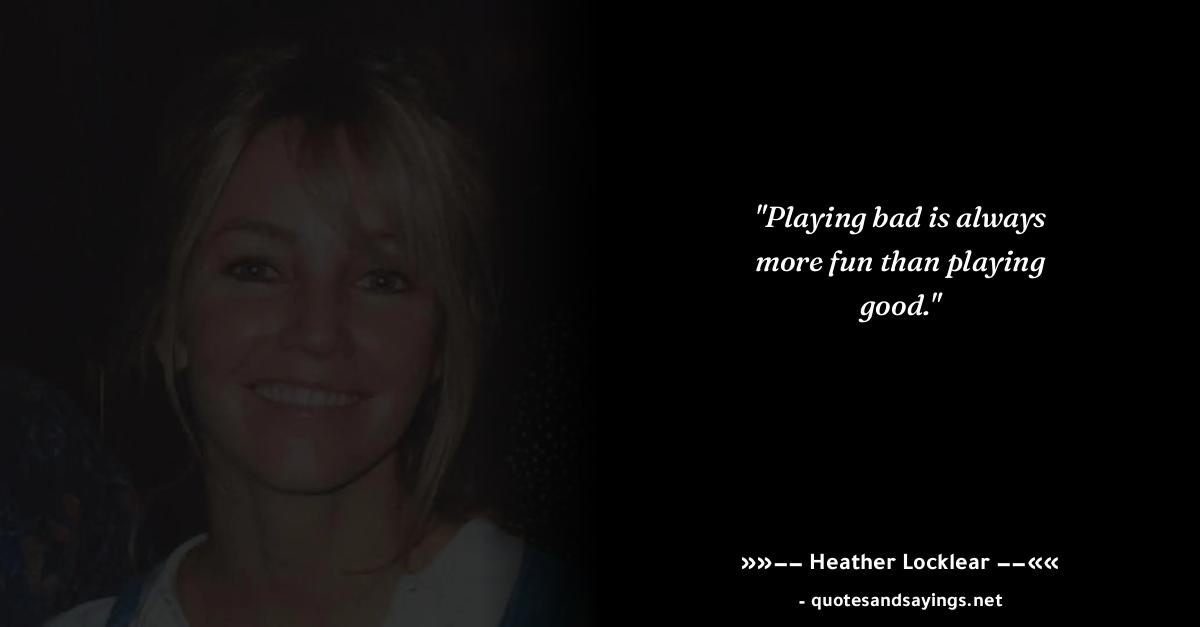 "Playing bad is always
more fun than playing
good."
»»–– Heather Locklear ––««
- quotesandsayings.net